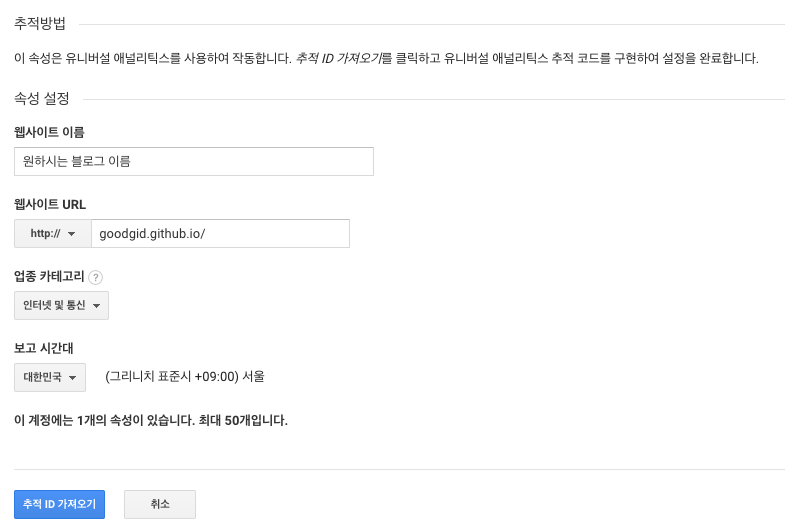 추적방법
이 속성은 유니버설 애널리틱스를 사용하여 작동합니다. 추적 ID 가져오기를 클릭하고 유니버설 애널리틱스 추적 코드를 구현하여 설정을 완료합니다.
속성 설정
웹사이트 이름
원하시는 블로그 이름
웹사이트 URL
http:// goodgid.github.io/
업종 카테고리 ?
인터넷 및 통신
보고 시간대
대한민국 (그리니치 표준시 +09:00) 서울
이 계정에는 1개의 속성이 있습니다. 최대 50개입니다.
추적 ID 가져오기 취소